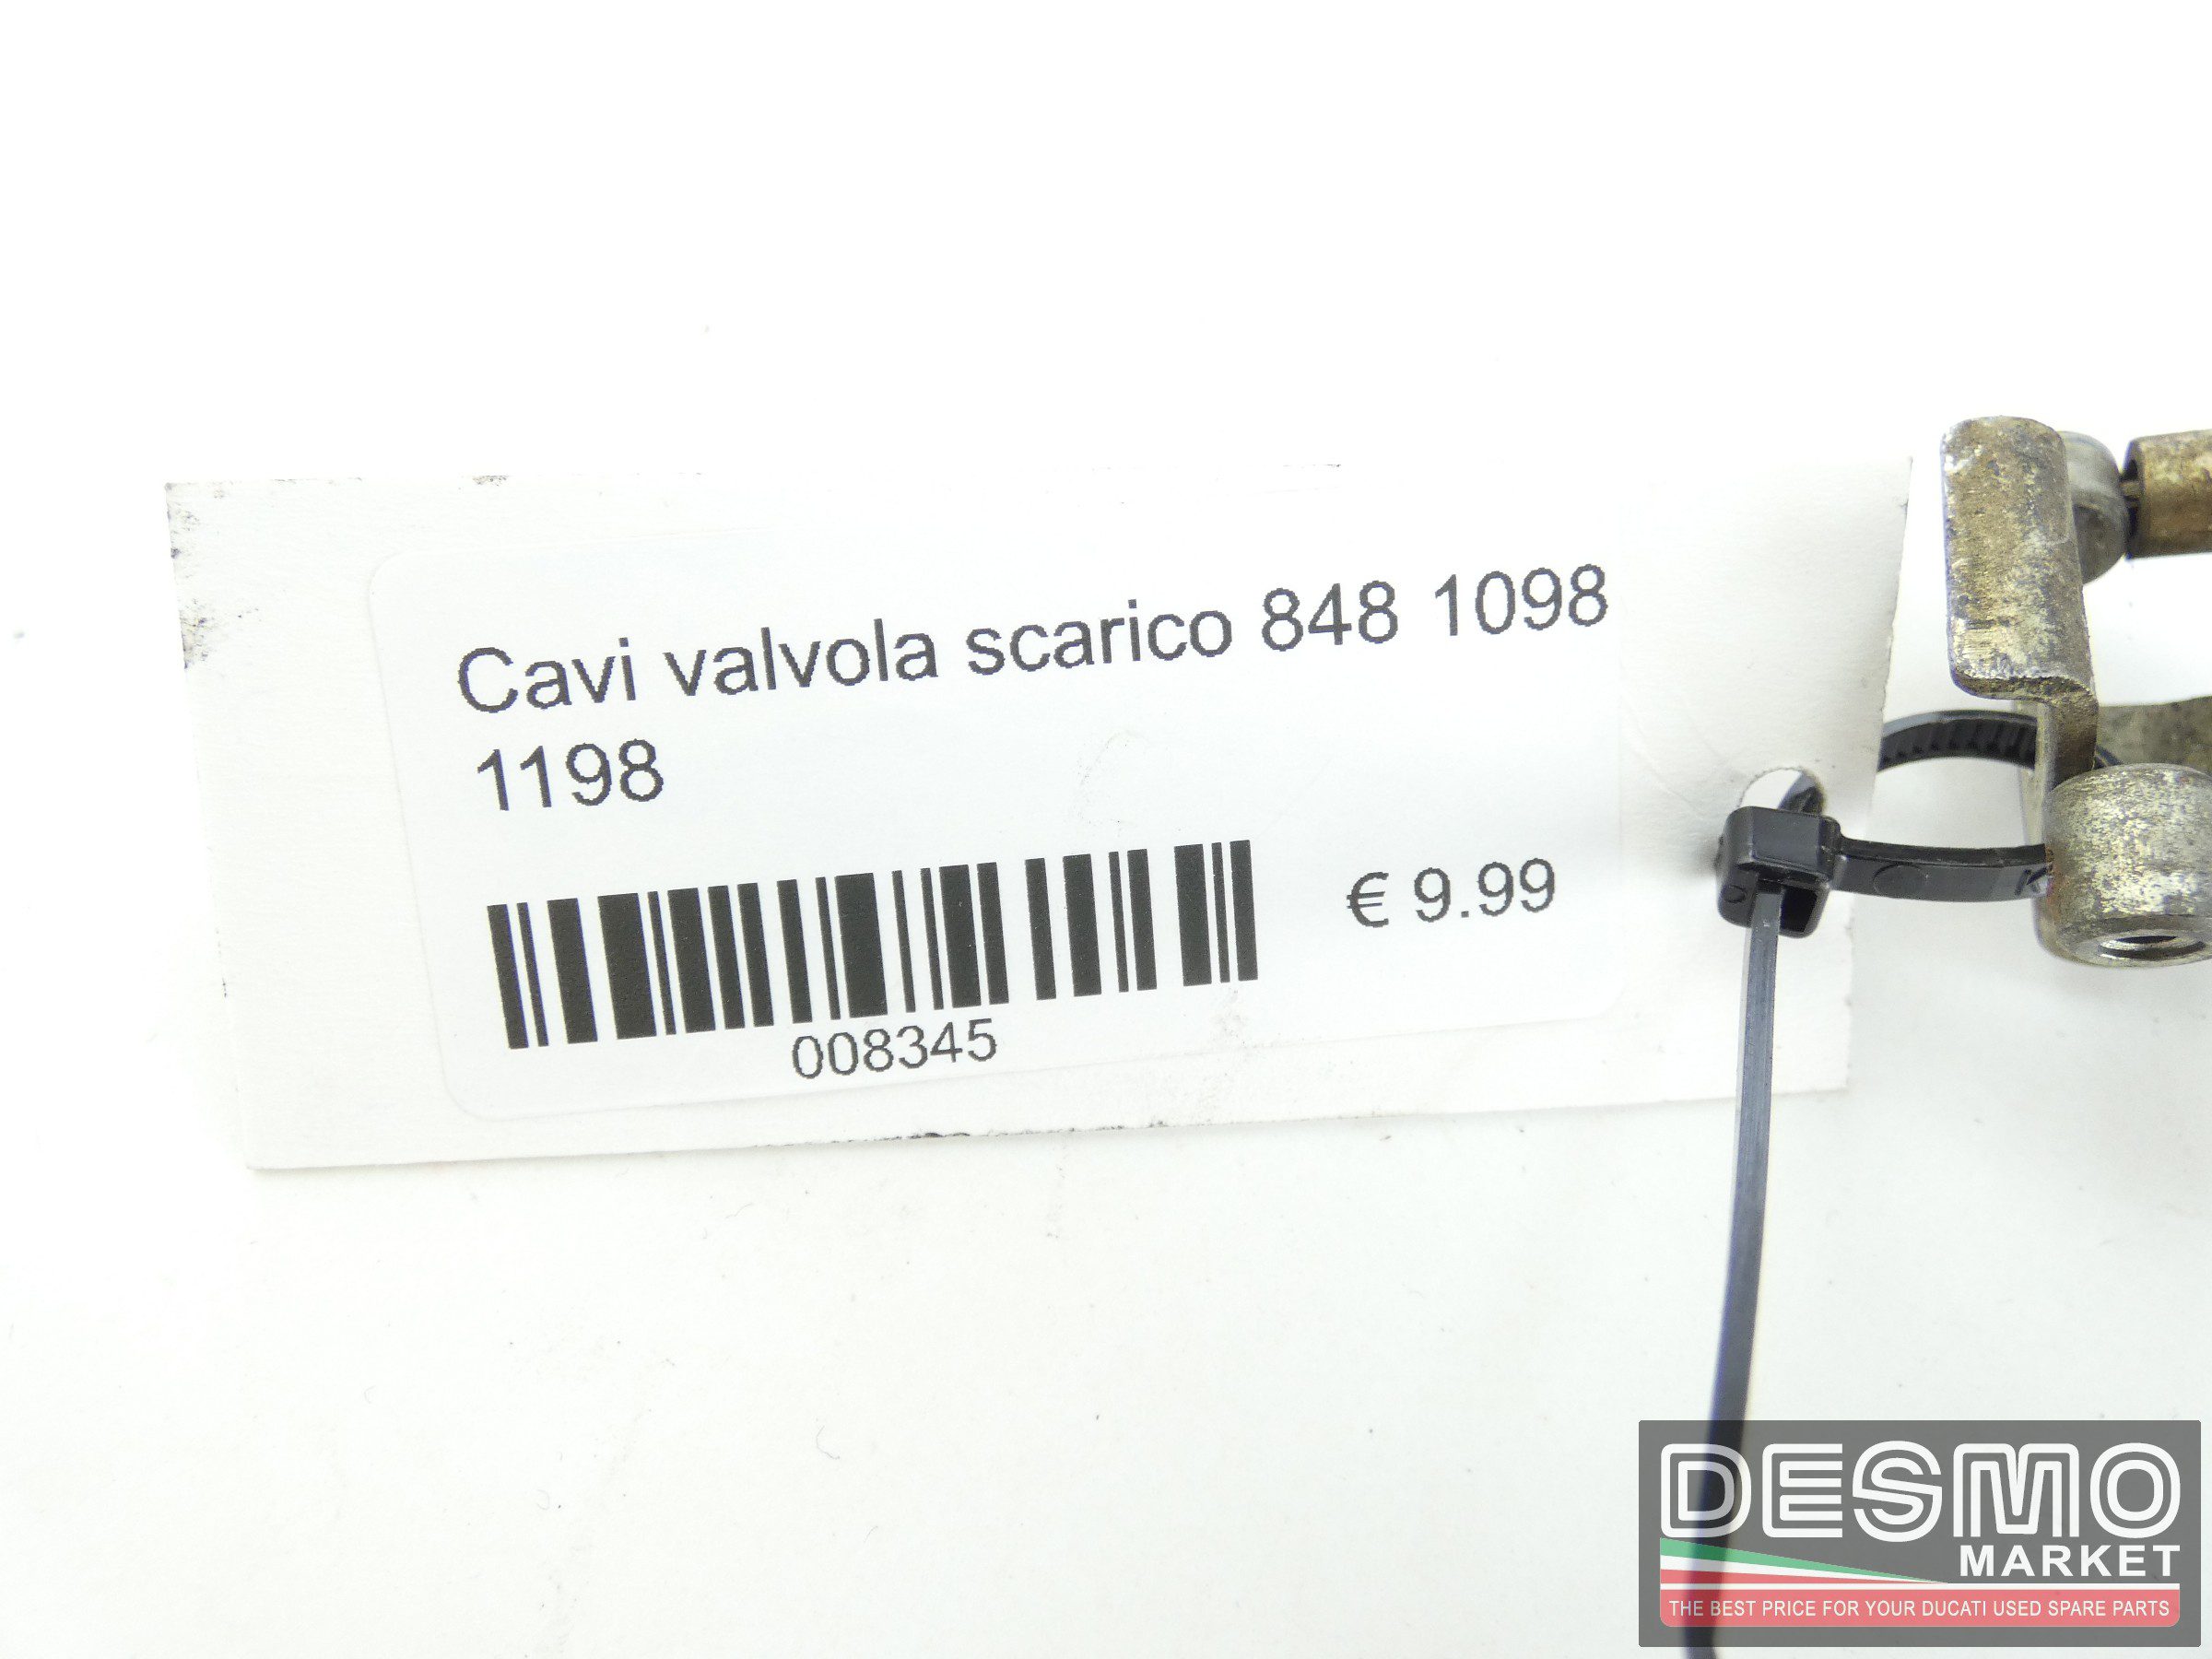 Cavi valvola scarico 848 1098
1198
€ 9.99
008345
K
DESMO
MARKET
THE BEST PRICE FOR YOUR DUCATI USED SPARE PARTS